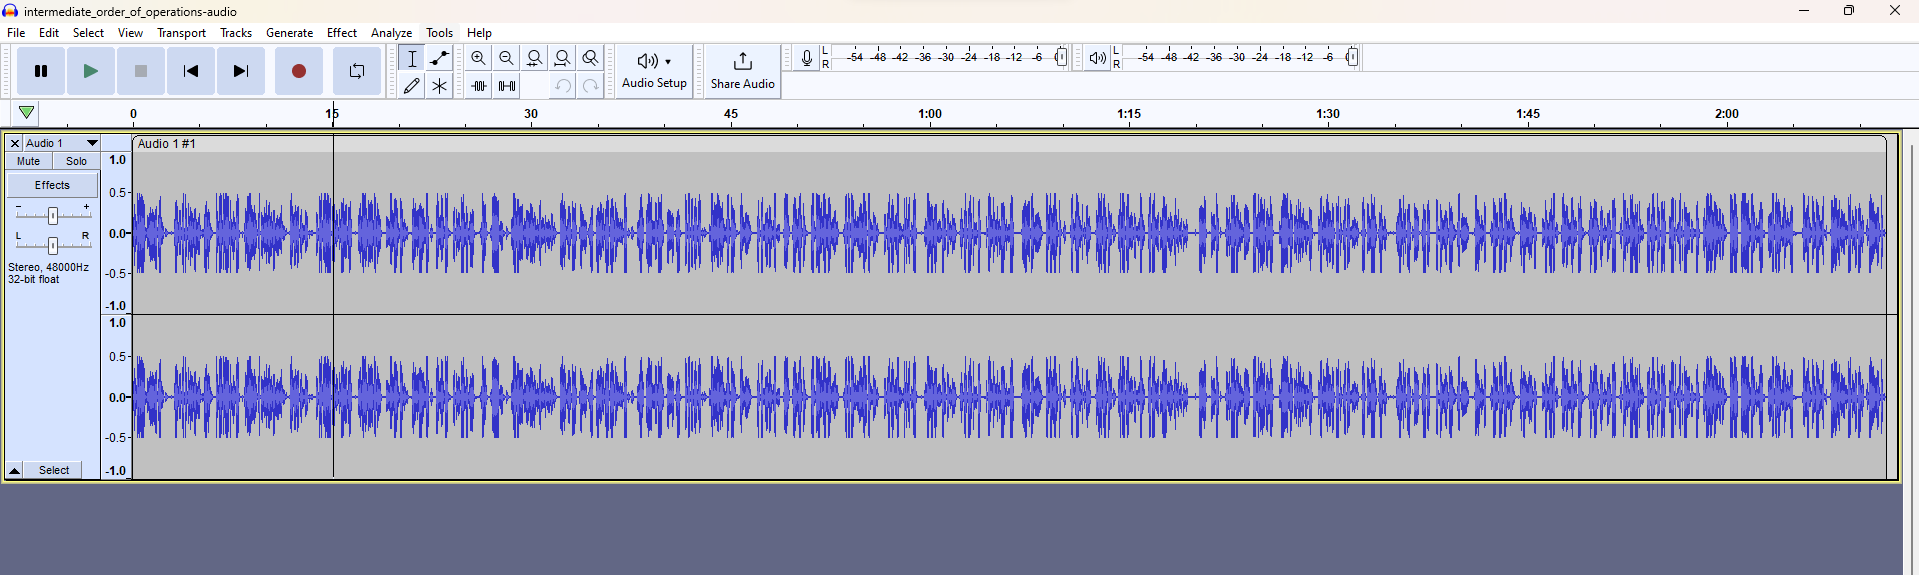 intermediate_order_of_operations-audio
File Edit Select View Transport Tracks Generate Effect Analyze Tools Help
Audio Setup
Share Audio
L
R
-54 -48 -42 -36 -30 -24 -18 -12 -6 0
L
R
-54 -48 -42 -36 -30 -24 -18 -12 -6 0
0 15 30 45 1:00 1:15 1:30 1:45 2:00
Audio 1
Audio 1 #1
Mute Solo
Effects
- +
L R
Stereo, 48000Hz
32-bit float
Select
1.0
0.5
0.0
-0.5
-1.0
1.0
0.5
0.0
-0.5
-1.0